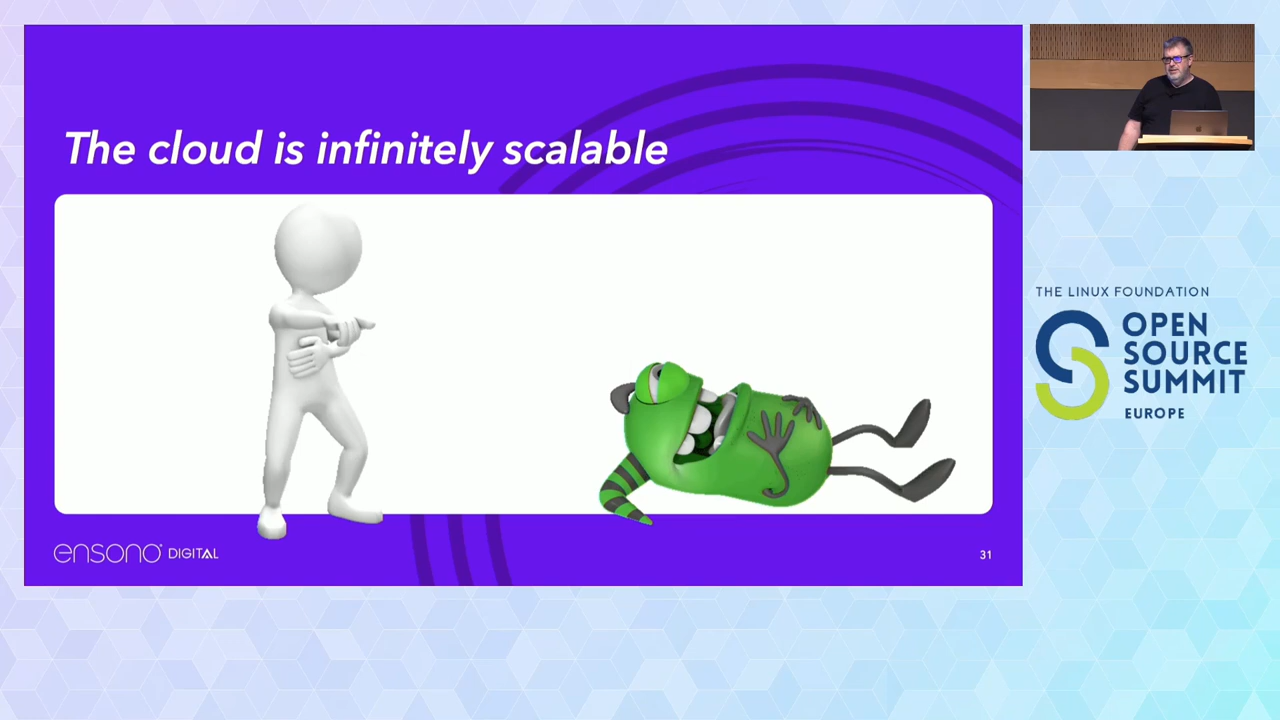 The cloud is infinitely scalable
ensono DIGITAL
31
THE LINUX FOUNDATION
OPEN
SOURCE
SUMMIT
EUROPE